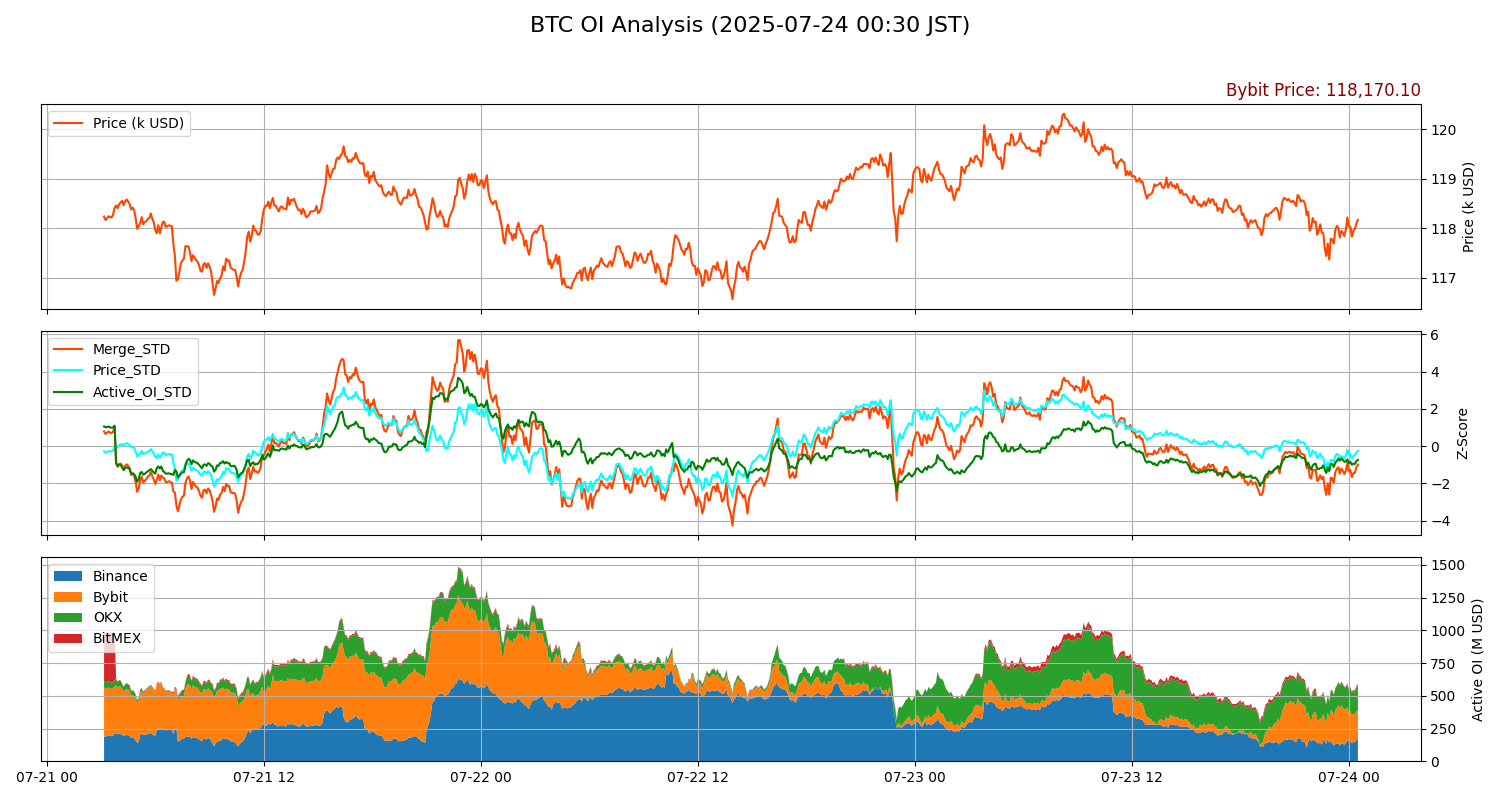 BTC OI Analysis (2025-07-24 00:30 JST)
Bybit Price: 118,170.10
Price (k USD)
120
119
118
117
Price (k USD)
Merge_STD
Price_STD
Active_OI_STD
6
4
2
0
−2
−4
Z-Score
Binance
Bybit
OKX
BitMEX
1500
1250
1000
750
500
250
0
Active OI (M USD)
07-21 00
07-21 12
07-22 00
07-22 12
07-23 00
07-23 12
07-24 00